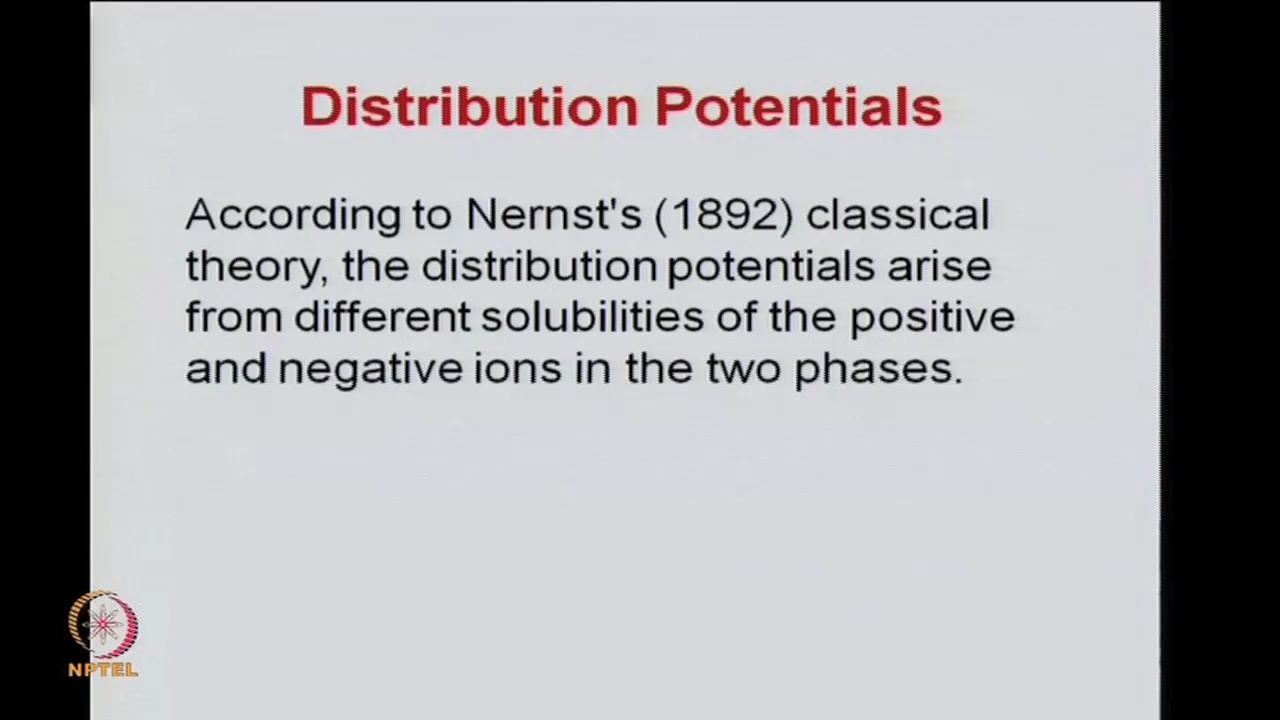 Distribution Potentials
According to Nernst's (1892) classical
theory, the distribution potentials arise
from different solubilities of the positive
and negative ions in the two phases.
NPTEL